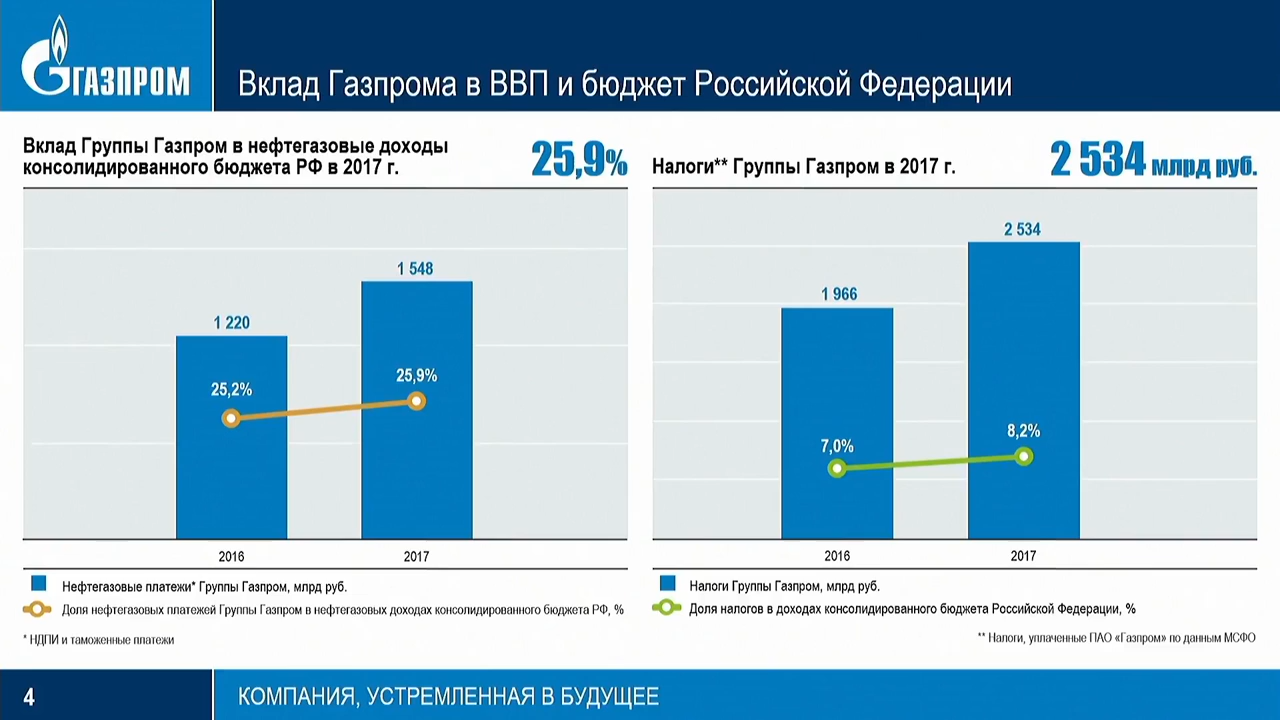 ГАЗПРОМ
Вклад Газпрома в ВВП и бюджет Российской Федерации
Вклад Группы Газпром в нефтегазовые доходы
консолидированного бюджета РФ в 2017 г.
25,9%
1 548
1 220
25,9%
25,2%
2016
2017
Нефтегазовые платежи* Группы Газпром, млрд руб.
Доля нефтегазовых платежей Группы Газпром в нефтегазовых доходах консолидированного бюджета РФ, %
* НДПИ и таможенные платежи
Налоги** Группы Газпром в 2017 г.
2 534 млрд руб.
2 534
1 966
8,2%
7,0%
2016
2017
Налоги Группы Газпром, млрд руб.
Доля налогов в доходах консолидированного бюджета Российской Федерации, %
** Налоги, уплаченные ПАО «Газпром» по данным МСФО
4
КОМПАНИЯ, УСТРЕМЛЕННАЯ В БУДУЩЕЕ